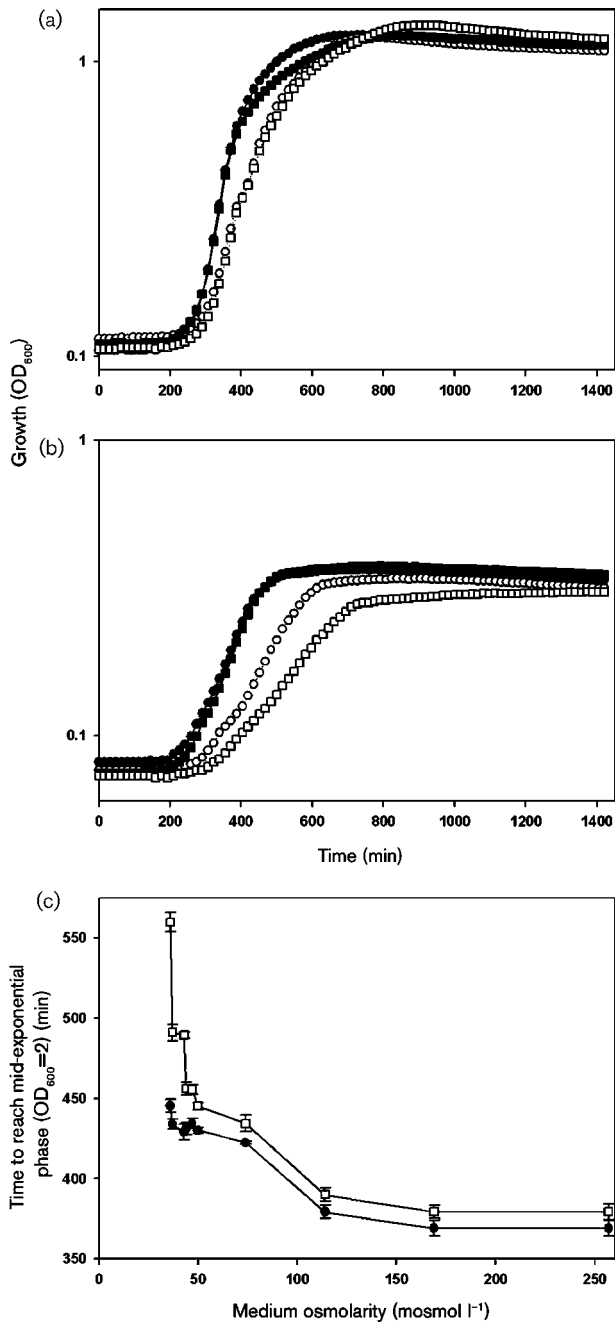 (a)
1
0.1
0 200 400 600 800 1000 1200 1400
Growth (OD600)
(b)
1
0.1
0 200 400 600 800 1000 1200 1400
Time (min)
(c)
550
500
450
400
350
Time to reach mid-exponential
phase (OD600=2) (min)
0 50 100 150 200 250
Medium osmolarity (mosmol l−1)